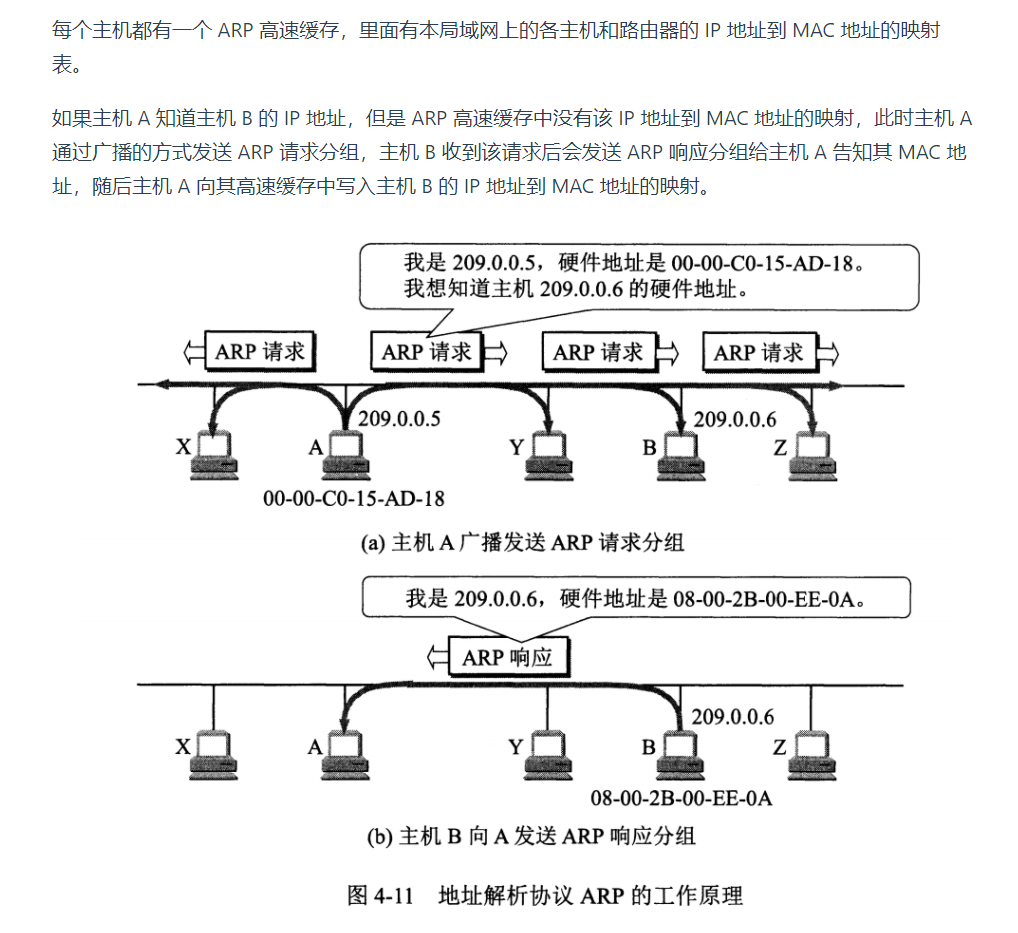 每个主机都有一个 ARP 高速缓存，里面有本局域网上的各主机和路由器的 IP 地址到 MAC 地址的映射
表。
如果主机 A 知道主机 B 的 IP 地址，但是 ARP 高速缓存中没有该 IP 地址到 MAC 地址的映射，此时主机 A
通过广播的方式发送 ARP 请求分组，主机 B 收到该请求后会发送 ARP 响应分组给主机 A 告知其 MAC 地
址，随后主机 A 向其高速缓存中写入主机 B 的 IP 地址到 MAC 地址的映射。
我是 209.0.0.5，硬件地址是 00-00-C0-15-AD-18。
我想知道主机 209.0.0.6 的硬件地址。
ARP 请求 ARP 请求 ARP 请求 ARP 请求
209.0.0.5 209.0.0.6
X A Y B Z
00-00-C0-15-AD-18
(a) 主机 A 广播发送 ARP 请求分组
我是 209.0.0.6，硬件地址是 08-00-2B-00-EE-0A。
ARP 响应
209.0.0.6
X A Y B Z
08-00-2B-00-EE-0A
(b) 主机 B 向 A 发送 ARP 响应分组
图 4-11 地址解析协议 ARP 的工作原理